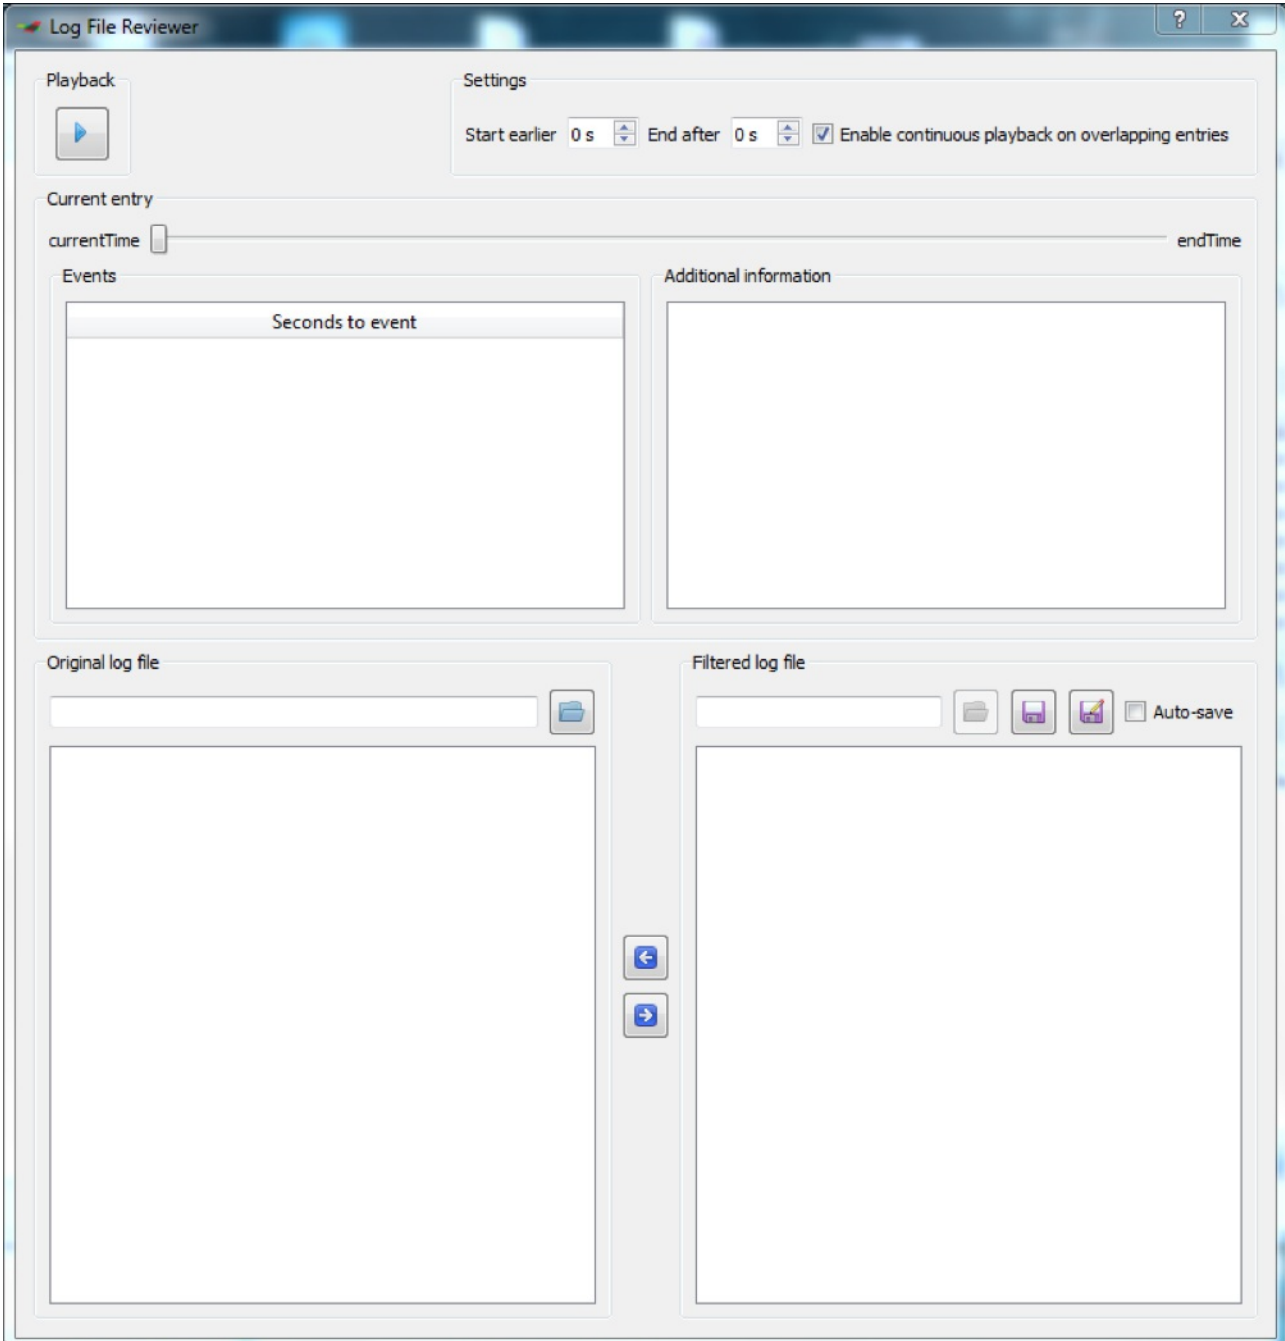 Log File Reviewer
?
Playback
Settings
Start earlier 0 s End after 0 s Enable continuous playback on overlapping entries
Current entry
currentTime endTime
Events
Additional information
Seconds to event
Original log file
Filtered log file
Auto-save